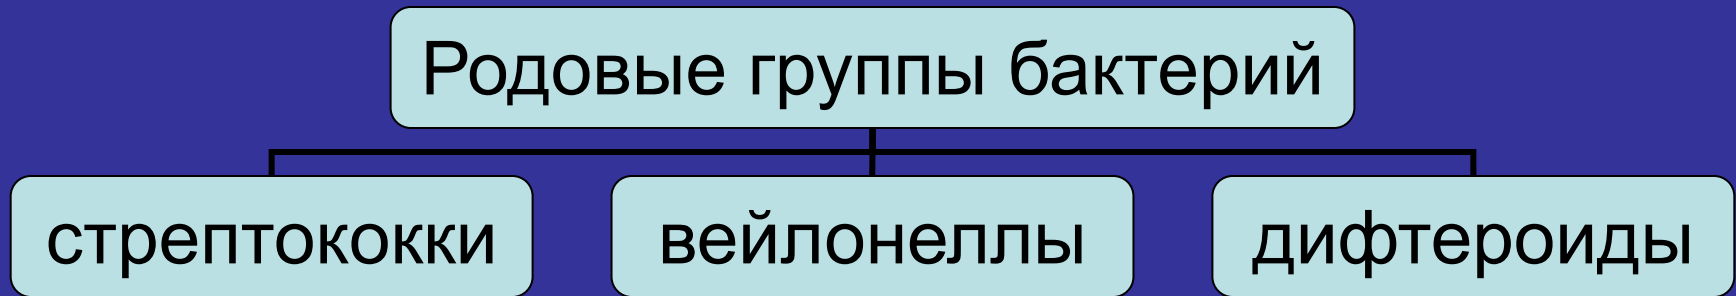 Родовые группы бактерий
стрептококки
вейлонеллы
дифтероиды